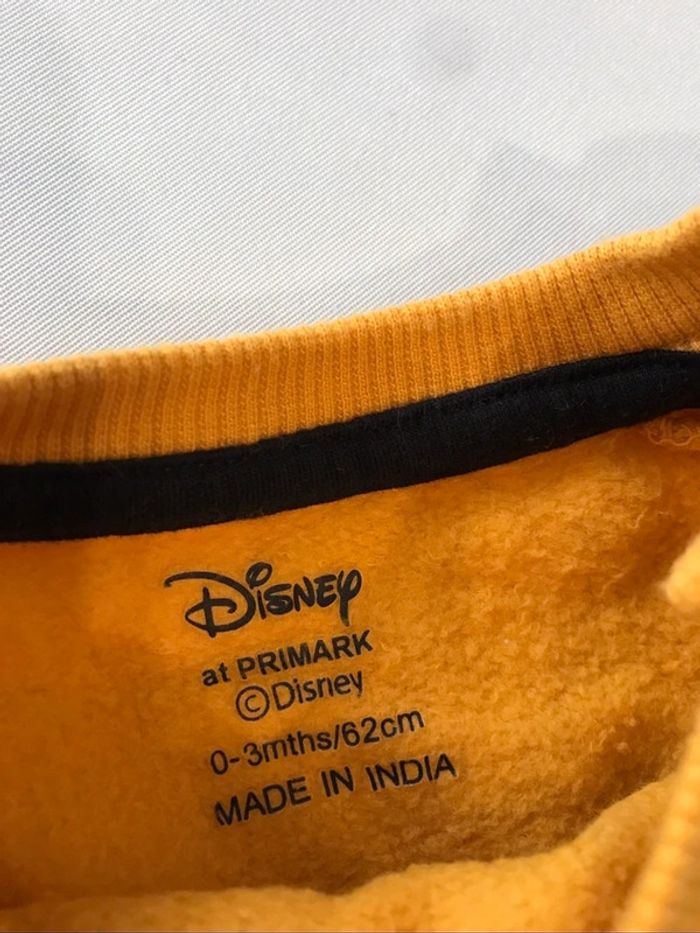 Disney
at PRIMARK
©Disney
0-3mths/62cm
MADE IN INDIA